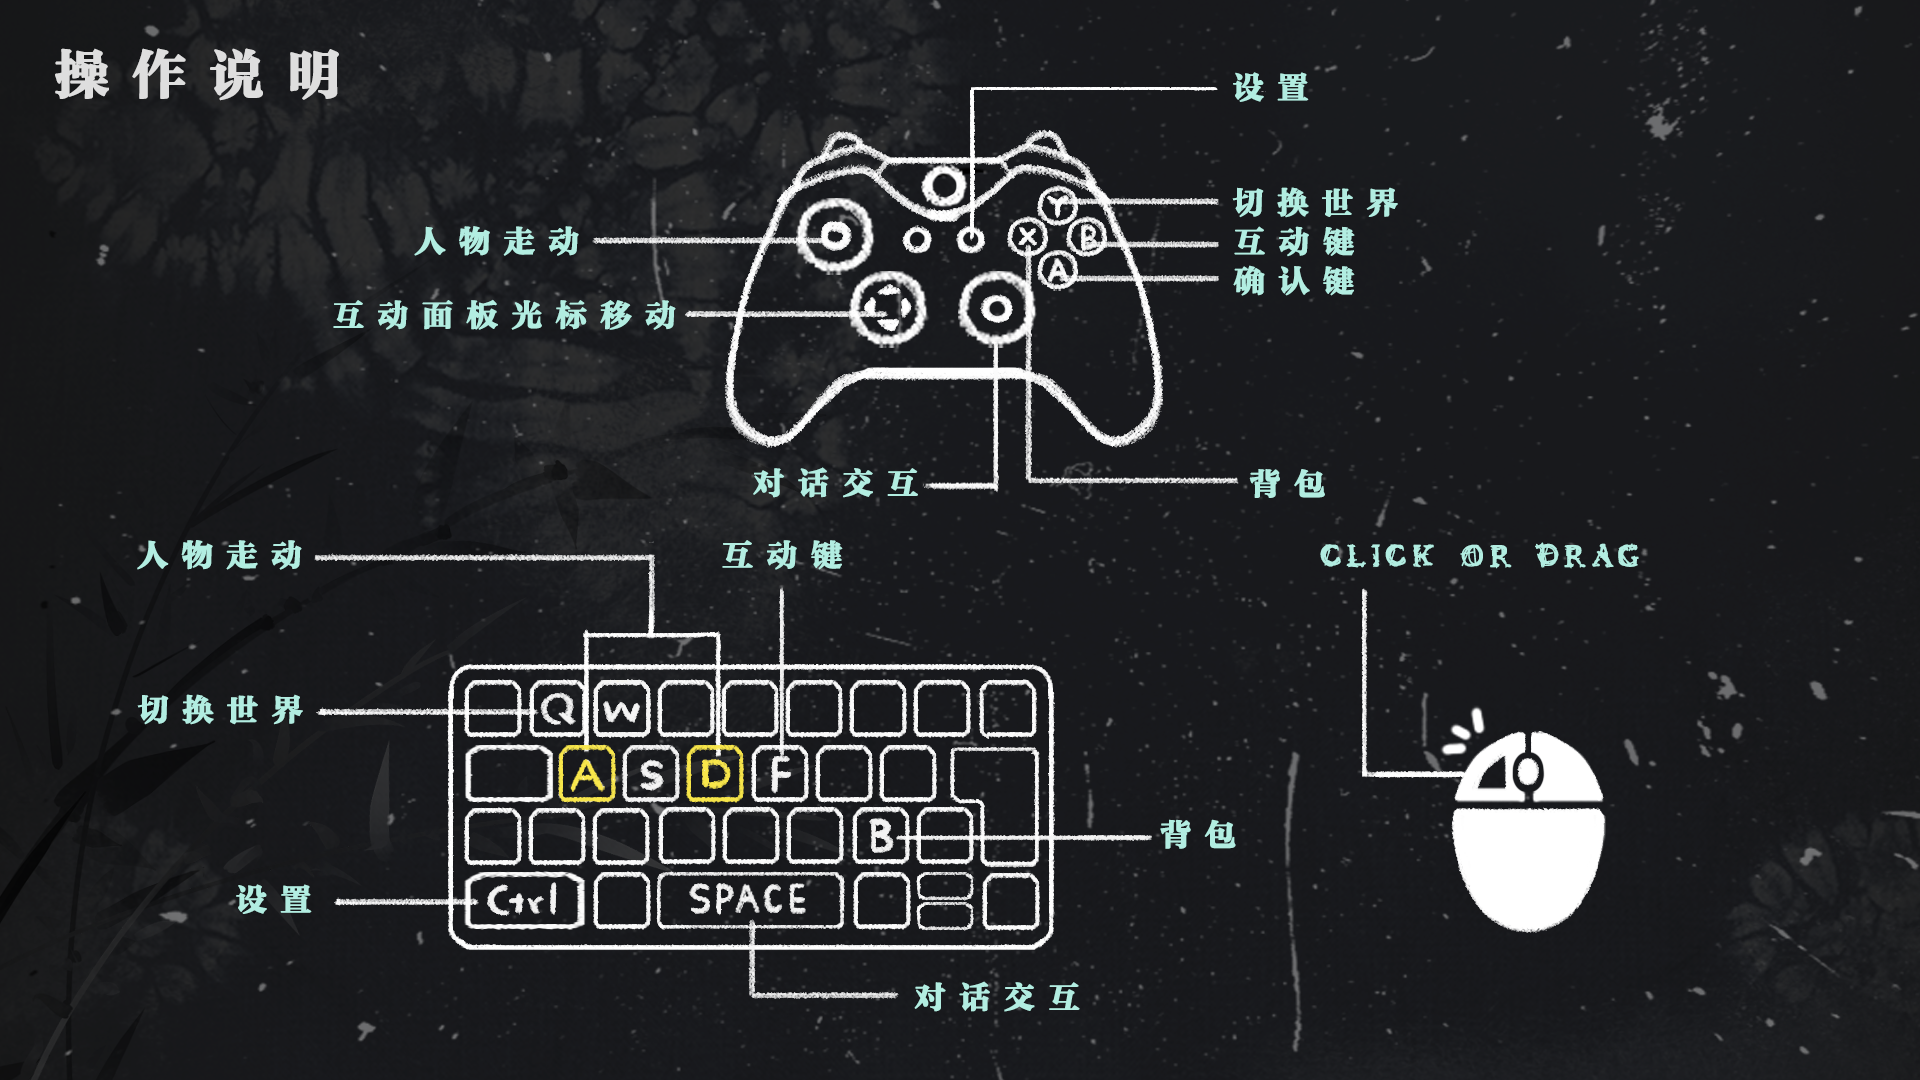 操作说明
设置
切换世界
人物走动
互动键
确认键
互动面板光标移动
对话交互
背包
Y
X
B
A
人物走动
互动键
CLICK OR DRAG
切换世界
Q W
A S D F
B
背包
设置
Ctrl SPACE
对话交互